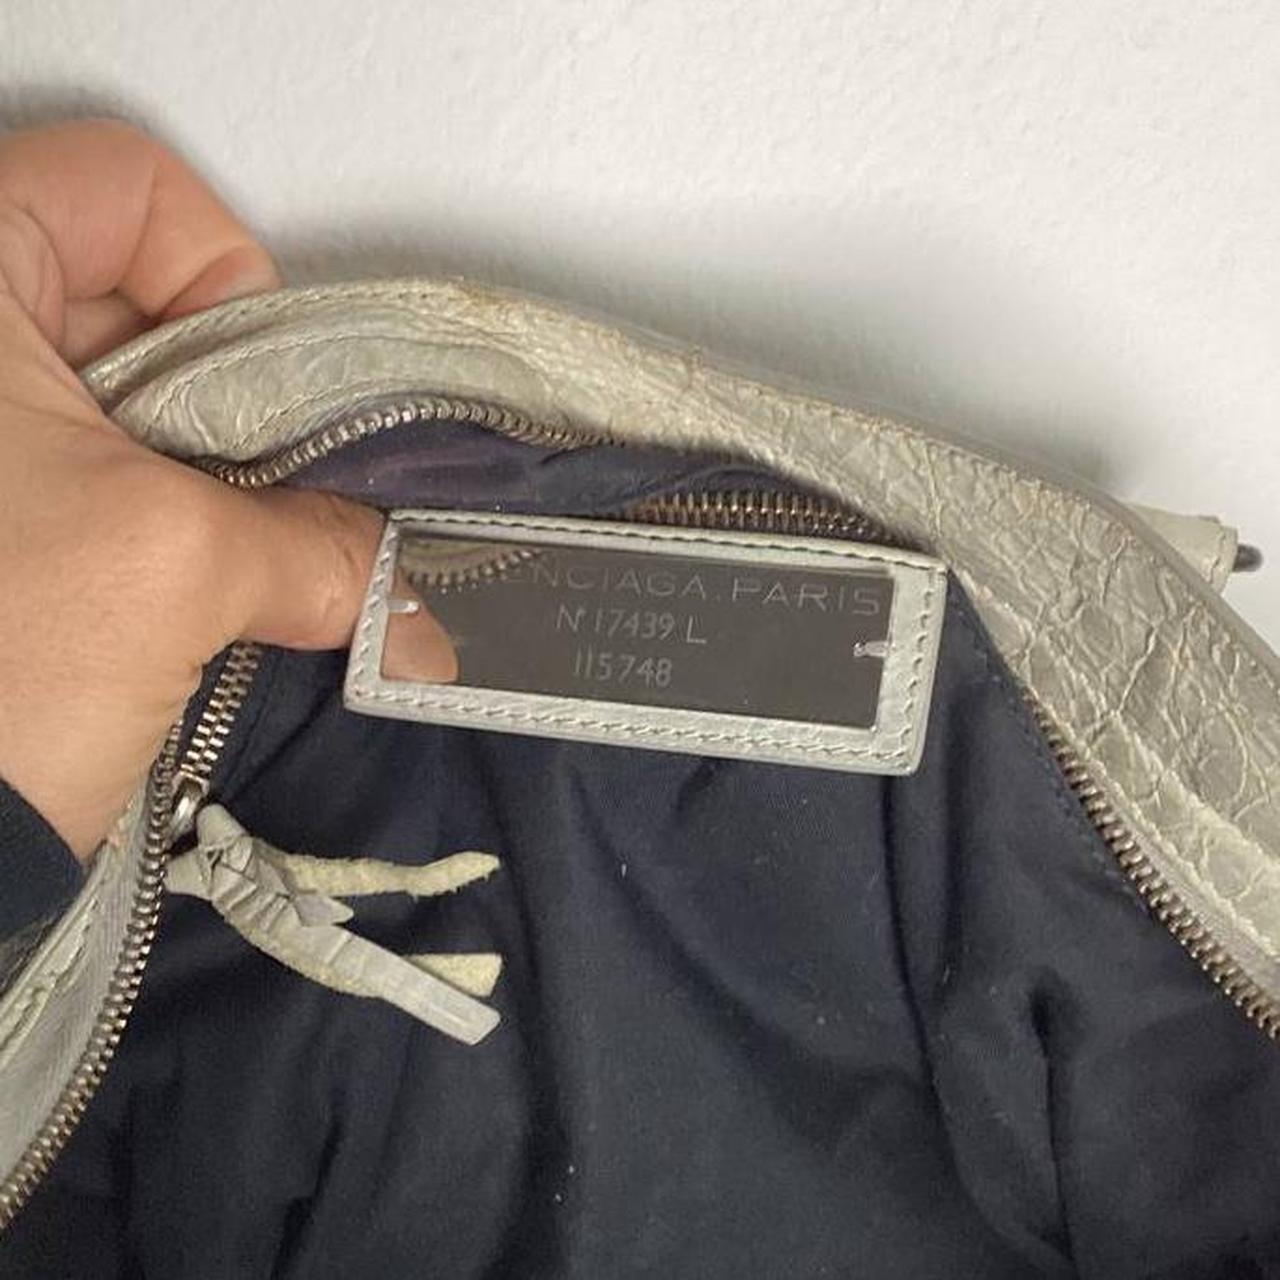 ENCIAGA.PARIS
N° 17439 L
115748